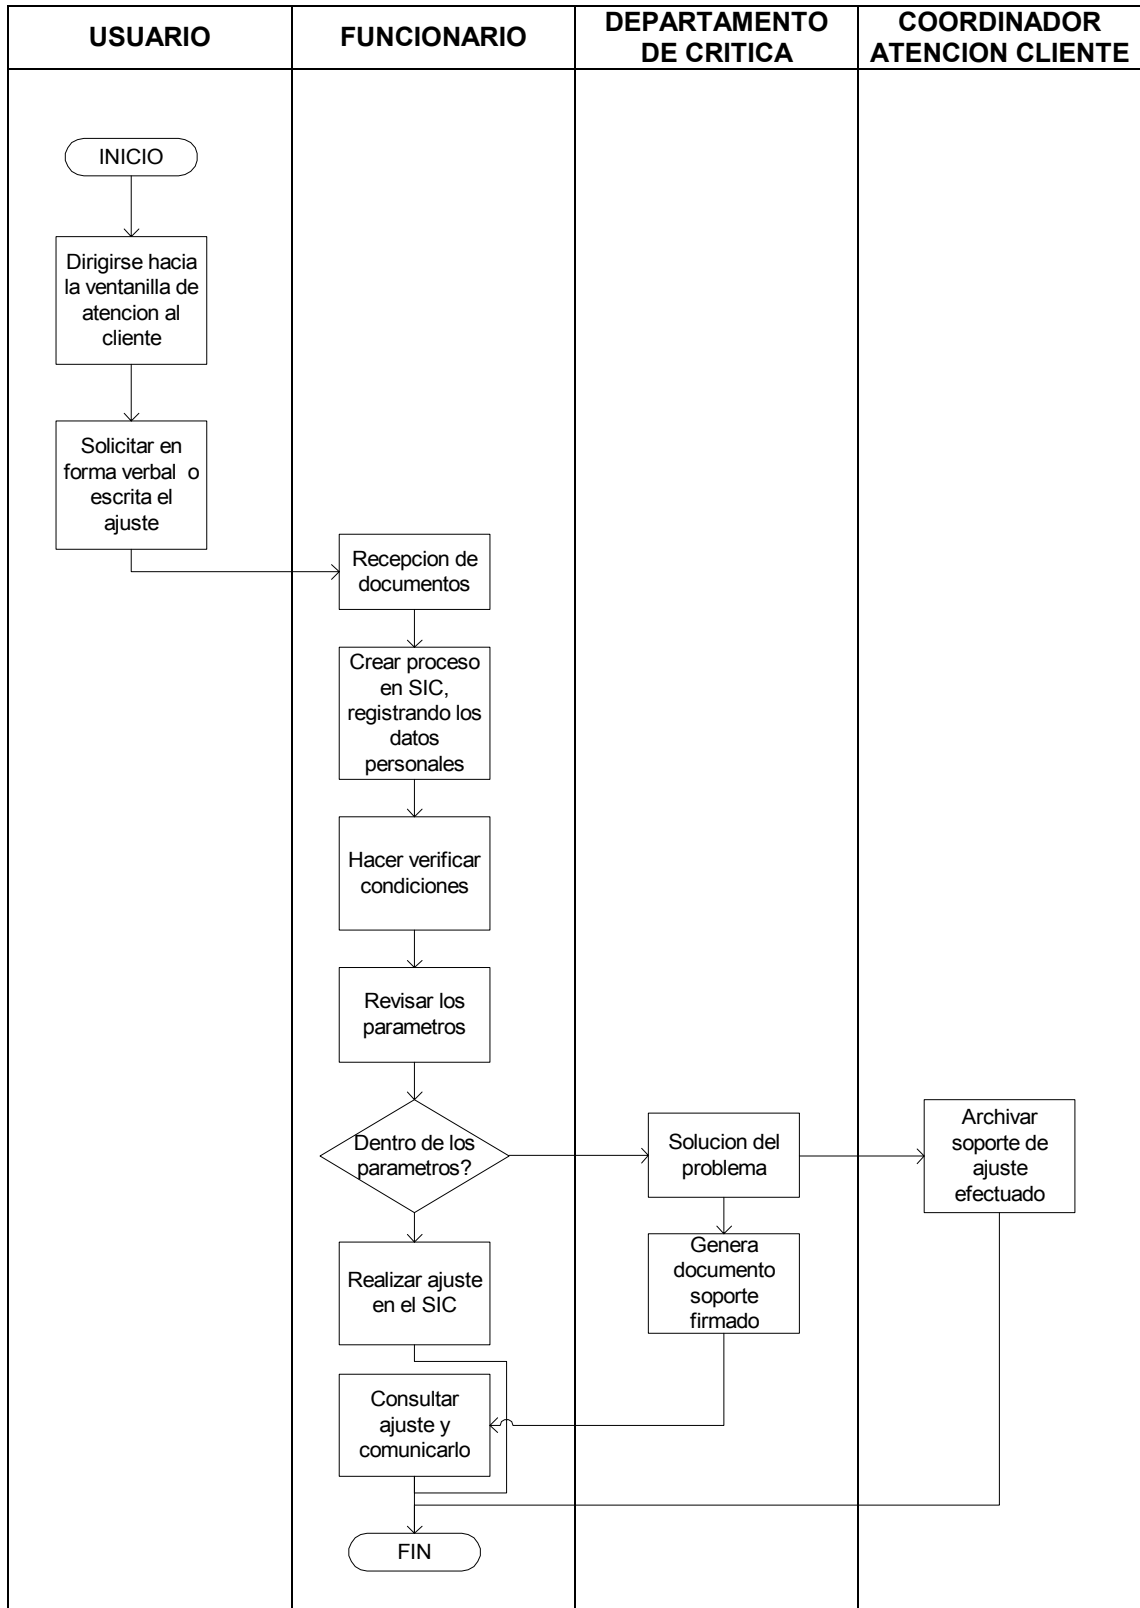 USUARIO
FUNCIONARIO
DEPARTAMENTO
DE CRITICA
COORDINADOR
ATENCION CLIENTE
INICIO
Dirigirse hacia
la ventanilla de
atencion al
cliente
Solicitar en
forma verbal o
escrita el
ajuste
Recepcion de
documentos
Crear proceso
en SIC,
registrando los
datos
personales
Hacer verificar
condiciones
Revisar los
parametros
Dentro de los
parametros?
Solucion del
problema
Archivar
soporte de
ajuste
efectuado
Realizar ajuste
en el SIC
Genera
documento
soporte
firmado
Consultar
ajuste y
comunicarlo
FIN